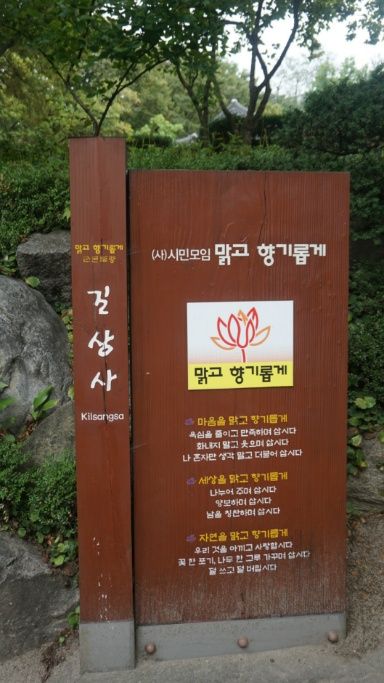 맑고 향기롭게
근본도량
길상사
Kilsangsa
(사)시민모임 맑고 향기롭게
맑고 향기롭게
마음을 맑고 향기롭게
욕심을 줄이고 만족하며 삽시다
화내지 말고 웃으며 삽시다
나 혼자만 생각 말고 더불어 삽시다
세상을 맑고 향기롭게
나누어 주며 삽시다
양보하며 삽시다
남을 칭찬하며 삽시다
자연을 맑고 향기롭게
우리 것을 아끼고 사랑합시다
꽃 한 포기, 나무 한 그루 가꾸며 삽시다
덜 쓰고 덜 버립시다